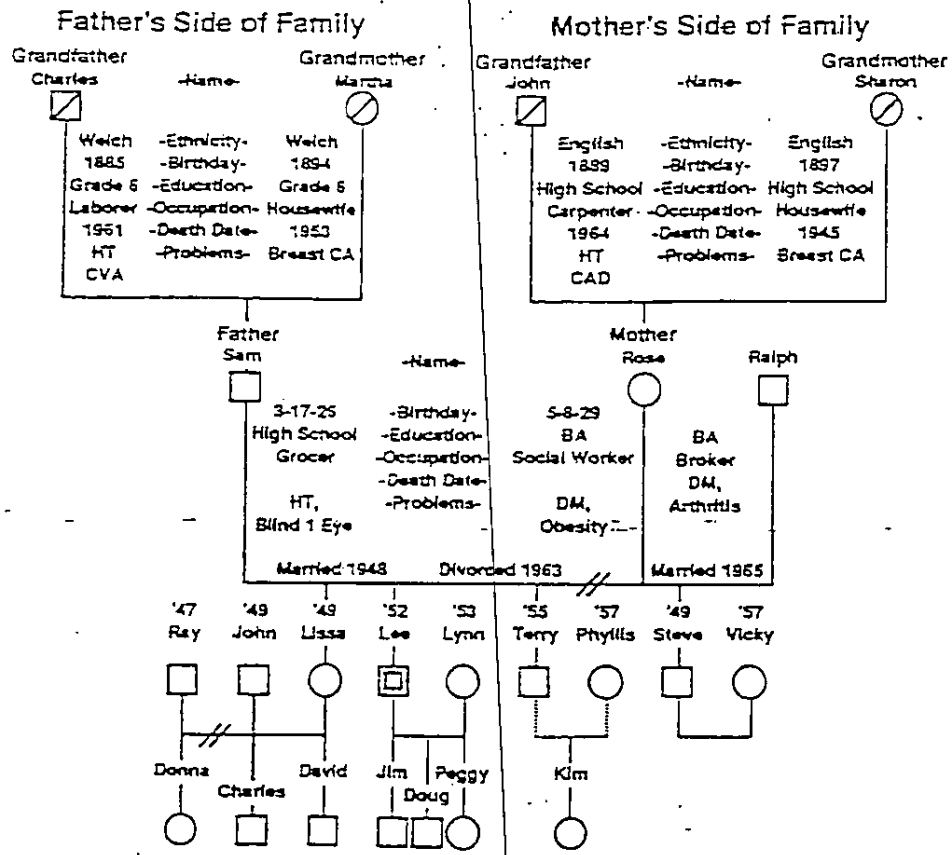 Father's Side of Family Mother's Side of Family
Grandfather Grandmother Grandfather Grandmother
Charles -Name- Martha John -Name- Sharon
Welch -Ethnicity- Welch English -Ethnicity- English
1885 -Birthday- 1894 1899 -Birthday- 1897
Grade 6 -Education- Grade 6 High School -Education- High School
Laborer -Occupation- Housewife Carpenter -Occupation- Housewife
1961 -Death Date- 1953 1964 -Death Date- 1945
HT -Problems- Breast CA HT -Problems- Breast CA
CVA CAD
Father Mother
Sam -Name- Rose Ralph
3-17-25 -Birthday- 5-8-29
High School -Education- BA BA
Grocer -Occupation- Social Worker Broker
-Death Date- DM,
HT, -Problems- DM, Arthritis
Blind 1 Eye Obesity
Married 1948 Divorced 1963 Married 1965
'47 '49 '49 '52 '53 '55 '57 '49 '57
Ray John Lissa Lee Lynn Terry Phyllis Steve Vicky
Donna David Jim Peggy Kim
Charles Doug